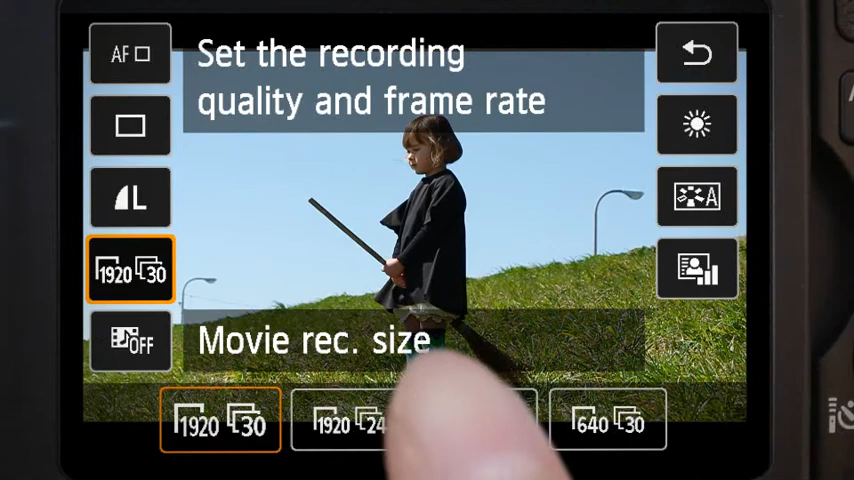 AF
Set the recording
quality and frame rate
L
A
1920 30
OFF
Movie rec. size
1920 30
1920 24
640 30